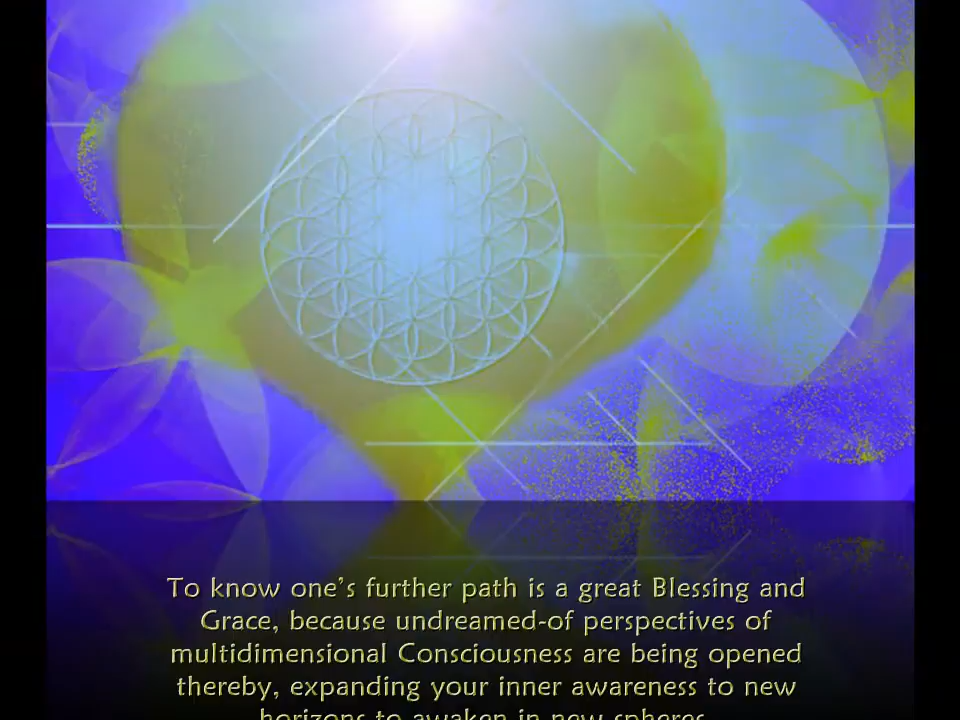 To know one's further path is a great Blessing and
Grace, because undreamed-of perspectives of
multidimensional Consciousness are being opened
thereby, expanding your inner awareness to new
horizons to awaken in new spheres.